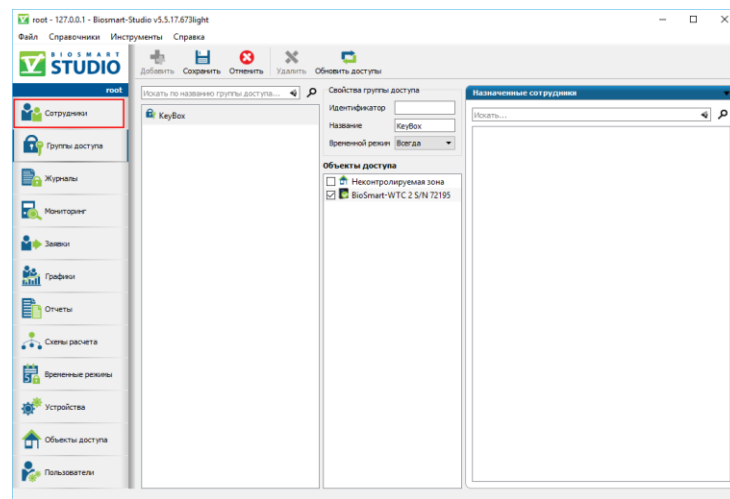 root - 127.0.0.1 - Biosmart-Studio v5.5.17.673light
Файл Справочники Инструменты Справка
BIOSMART
STUDIO
Добавить Сохранить Отменить Удалить Обновить доступы
root
Сотрудники
Группы доступа
Журналы
Мониторинг
Заявки
Графики
Отчеты
Схемы расчета
Временные режимы
Устройства
Объекты доступа
Пользователи
Искать по названию группы доступа...
KeyBox
Свойства группы доступа
Идентификатор
Название KeyBox
Временной режим Всегда
Объекты доступа
Неконтролируемая зона
BioSmart-WTC 2 S/N 72195
Назначенные сотрудники
Искать...